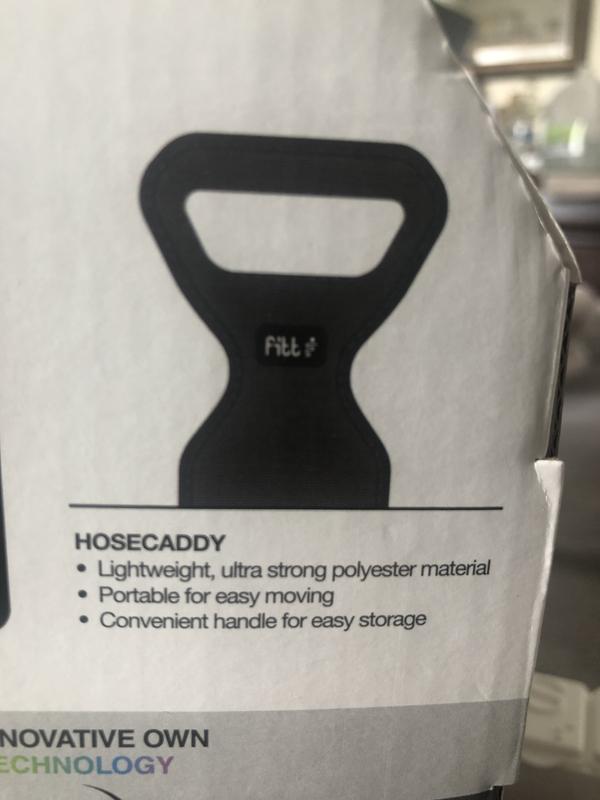 fitt
HOSECADDY
• Lightweight, ultra strong polyester material
• Portable for easy moving
• Convenient handle for easy storage
NOVATIVE OWN
ECHNOLOGY